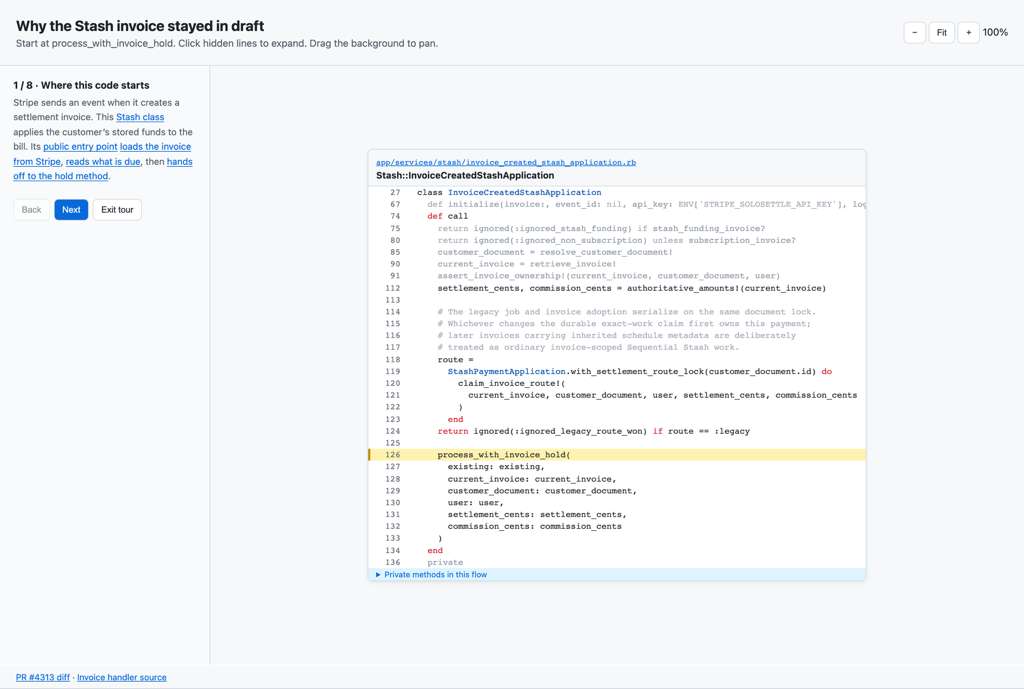 Why the Stash invoice stayed in draft
Start at process_with_invoice_hold. Click hidden lines to expand. Drag the background to pan.
− Fit + 100%
1 / 8 · Where this code starts
Stripe sends an event when it creates a
settlement invoice. This Stash class
applies the customer's stored funds to the
bill. Its public entry point loads the invoice
from Stripe, reads what is due, then hands
off to the hold method.
Back Next Exit tour
app/services/stash/invoice_created_stash_application.rb
Stash::InvoiceCreatedStashApplication
27 class InvoiceCreatedStashApplication
67 def initialize(invoice:, event_id: nil, api_key: ENV['STRIPE_SOLOSETTLE_API_KEY'], log
74 def call
75 return ignored(:ignored_stash_funding) if stash_funding_invoice?
80 return ignored(:ignored_non_subscription) unless subscription_invoice?
85 customer_document = resolve_customer_document!
90 current_invoice = retrieve_invoice!
91 assert_invoice_ownership!(current_invoice, customer_document, user)
112 settlement_cents, commission_cents = authoritative_amounts!(current_invoice)
113
114 # The legacy job and invoice adoption serialize on the same document lock.
115 # Whichever changes the durable exact-work claim first owns this payment;
116 # later invoices carrying inherited schedule metadata are deliberately
117 # treated as ordinary invoice-scoped Sequential Stash work.
118 route =
119 StashPaymentApplication.with_settlement_route_lock(customer_document.id) do
120 claim_invoice_route!(
121 current_invoice, customer_document, user, settlement_cents, commission_cents
122 )
123 end
124 return ignored(:ignored_legacy_route_won) if route == :legacy
125
126 process_with_invoice_hold(
127 existing: existing,
128 current_invoice: current_invoice,
129 customer_document: customer_document,
130 user: user,
131 settlement_cents: settlement_cents,
132 commission_cents: commission_cents
133 )
134 end
136 private
▶ Private methods in this flow
PR #4313 diff · Invoice handler source